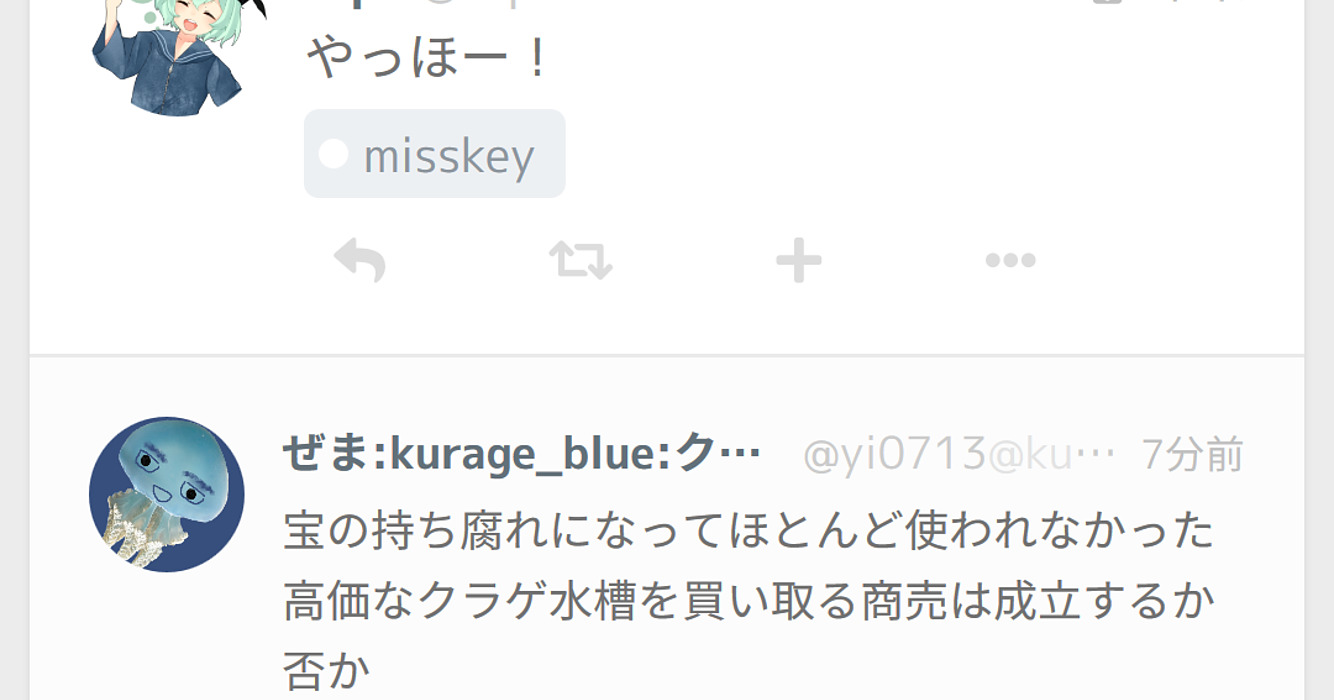 やっほー！
misskey
ぜま:kurage_blue:ク… @yi0713@ku… 7分前
宝の持ち腐れになってほとんど使われなかった
高価なクラゲ水槽を買い取る商売は成立するか
否か